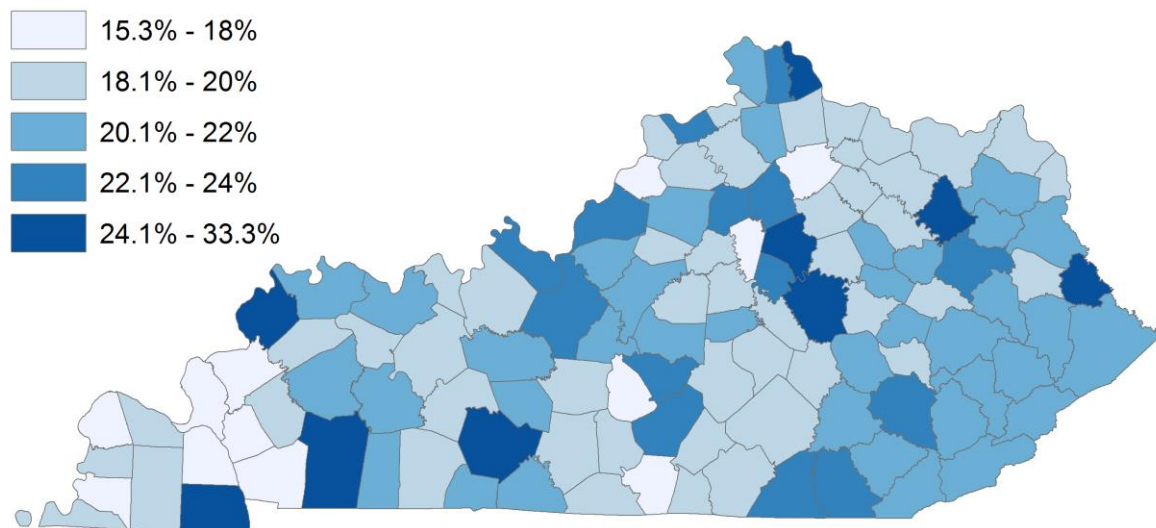 15.3% - 18%
18.1% - 20%
20.1% - 22%
22.1% - 24%
24.1% - 33.3%